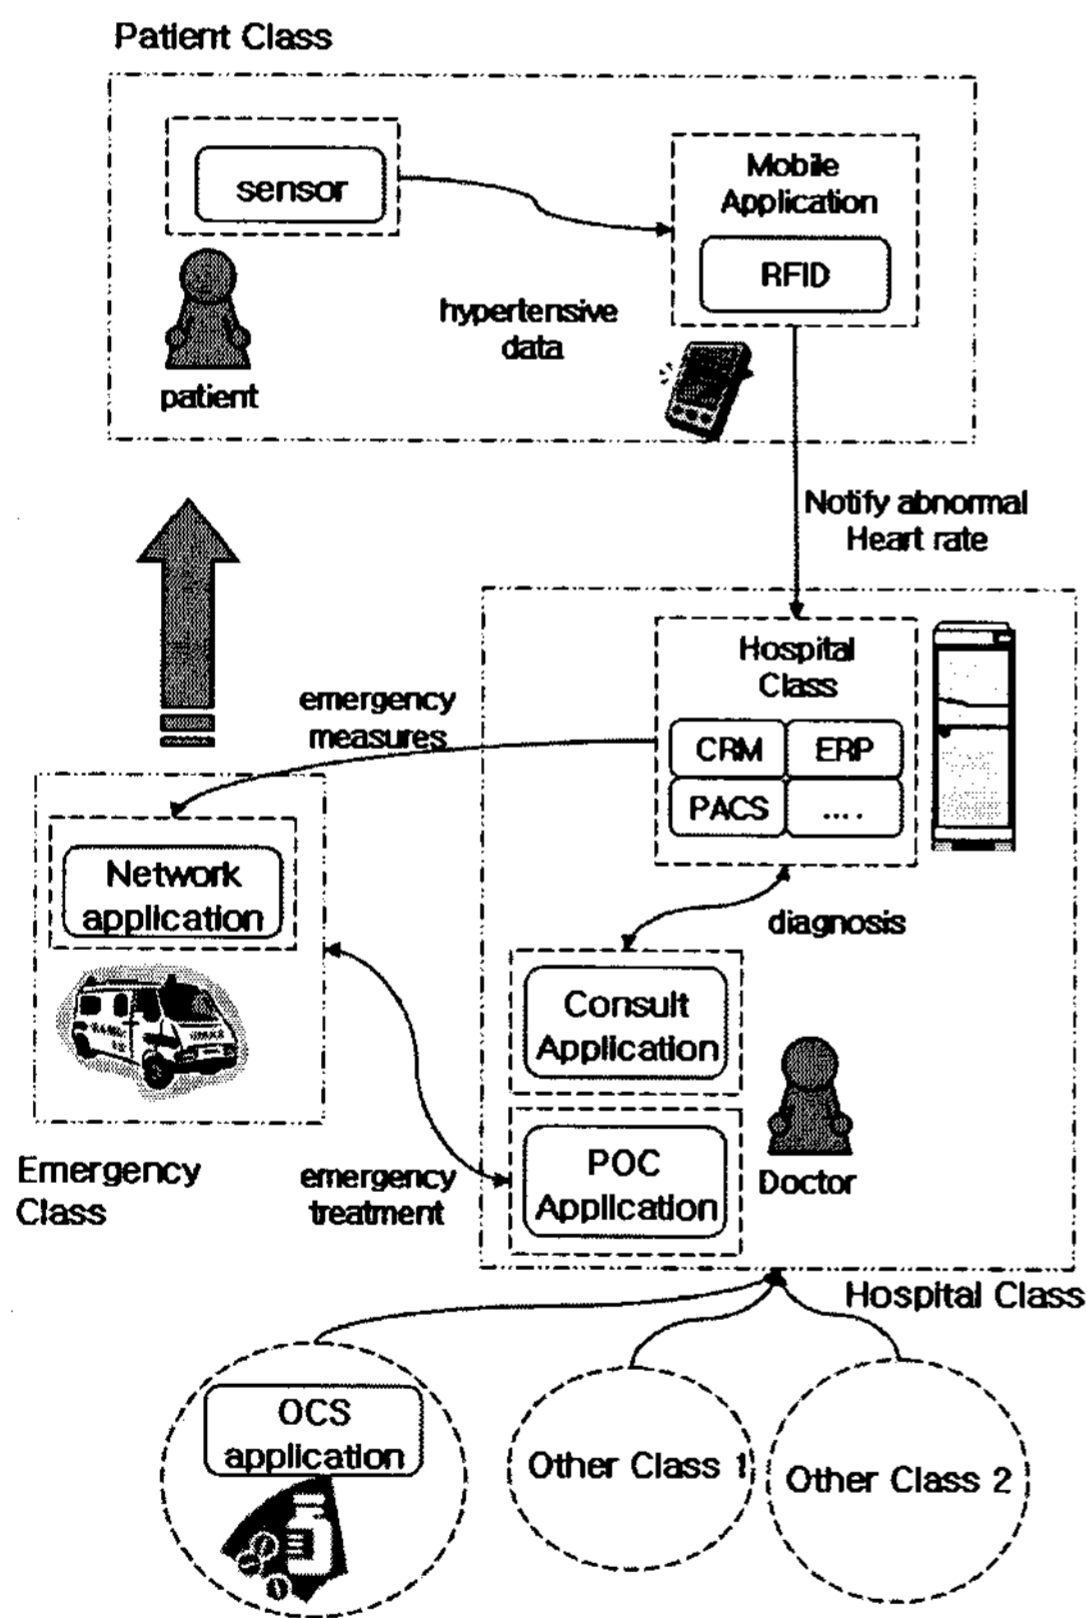 Patient Class
sensor
Mobile
Application
RFID
hypertensive
data
patient
Notify abnormal
Heart rate
Hospital
Class
CRM
ERP
PACS
....
emergency
measures
Network
application
diagnosis
Consult
Application
POC
Application
Doctor
Emergency
Class
emergency
treatment
Hospital Class
OCS
application
Other Class 1
Other Class 2